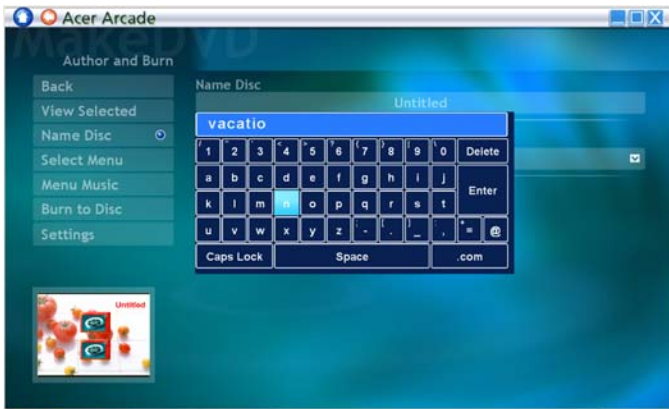 Acer Arcade
MakeDVD
Author and Burn
Back
View Selected
Name Disc
Select Menu
Menu Music
Burn to Disc
Settings
Untitled
Name Disc
Untitled
vacatio
1 2 3 < 4 > 5 ? 6 { 7 } 8 | 9 \ 0 Delete
a b c d e f g h i j
Enter
k l m n o p q r s t
u v w x y z ; - [ . ] _ : , * = @
Caps Lock Space .com